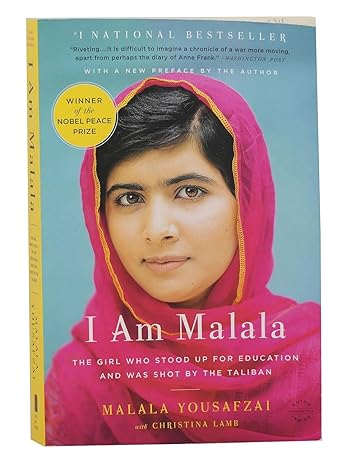 #1 NATIONAL BESTSELLER
"Riveting....It is difficult to imagine a chronicle of a war more moving,
apart from perhaps the diary of Anne Frank." —WASHINGTON POST
WITH A NEW PREFACE BY THE AUTHOR
WINNER
of the
NOBEL PEACE
PRIZE
I Am Malala
THE GIRL WHO STOOD UP FOR EDUCATION
AND WAS SHOT BY THE TALIBAN
MALALA YOUSAFZAI
with CHRISTINA LAMB
I Am Malala
MALALA
YOUSAFZAI